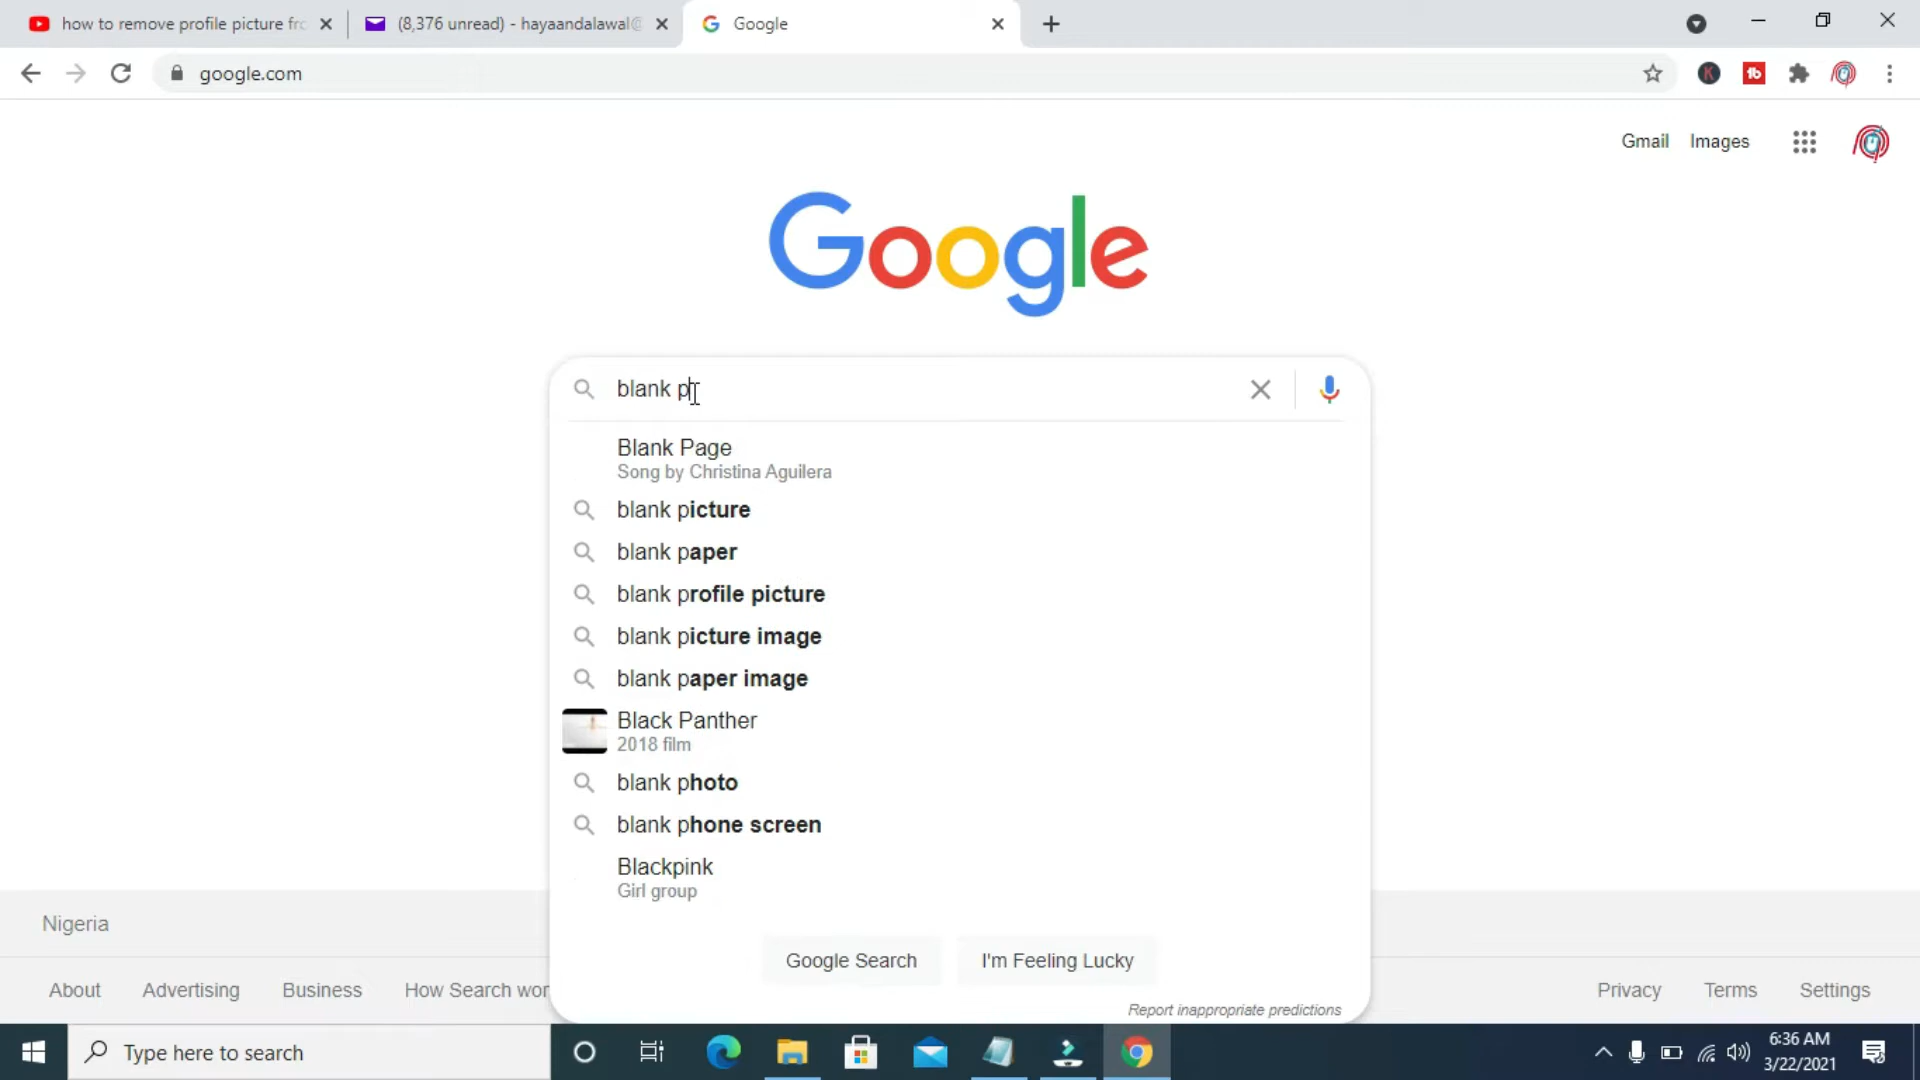 how to remove profile picture fro
(8,376 unread) - hayaandalawal@
Google
google.com
K
tb
Gmail
Images
Google
blank p
Blank Page
Song by Christina Aguilera
blank picture
blank paper
blank profile picture
blank picture image
blank paper image
Black Panther
2018 film
blank photo
blank phone screen
Blackpink
Girl group
Google Search
I'm Feeling Lucky
Report inappropriate predictions
Nigeria
About
Advertising
Business
How Search wor
Privacy
Terms
Settings
Type here to search
6:36 AM
3/22/2021